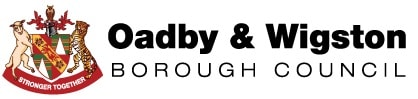 Oadby & Wigston
BOROUGH COUNCIL
STRONGER TOGETHER